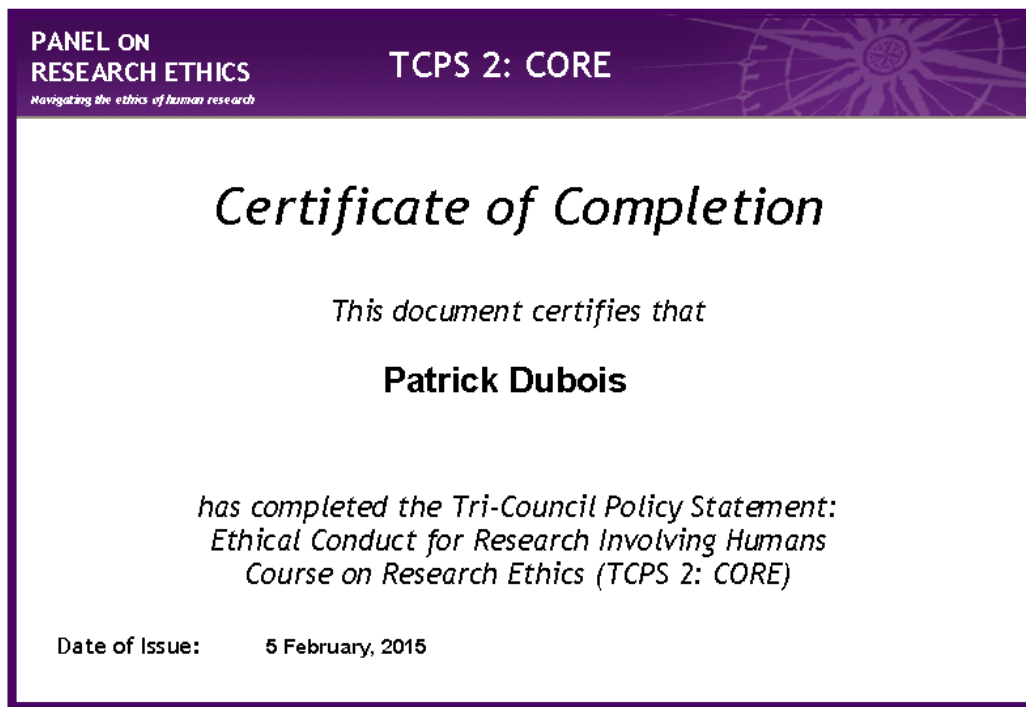 PANEL ON
RESEARCH ETHICS
Navigating the ethics of human research
TCPS 2: CORE
Certificate of Completion
This document certifies that
Patrick Dubois
has completed the Tri-Council Policy Statement:
Ethical Conduct for Research Involving Humans
Course on Research Ethics (TCPS 2: CORE)
Date of Issue: 5 February, 2015